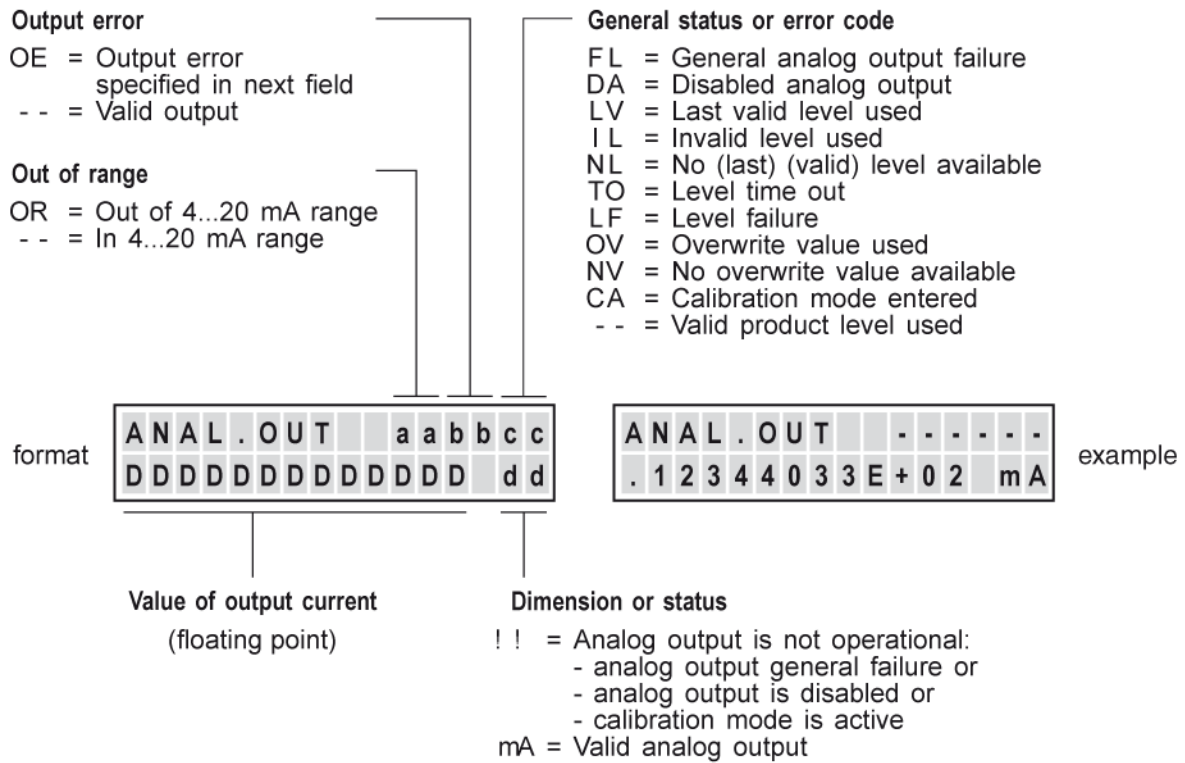 Output error
OE = Output error
specified in next field
- - = Valid output
Out of range
OR = Out of 4...20 mA range
- - = In 4...20 mA range
General status or error code
FL = General analog output failure
DA = Disabled analog output
LV = Last valid level used
IL = Invalid level used
NL = No (last) (valid) level available
TO = Level time out
LF = Level failure
OV = Overwrite value used
NV = No overwrite value available
CA = Calibration mode entered
- - = Valid product level used
format
ANAL.OUT aabbcc
DDDDDDDDDDDDD dd
ANAL.OUT ------
.12344033E+02 mA
example
Value of output current
(floating point)
Dimension or status
! ! = Analog output is not operational:
- analog output general failure or
- analog output is disabled or
- calibration mode is active
mA = Valid analog output